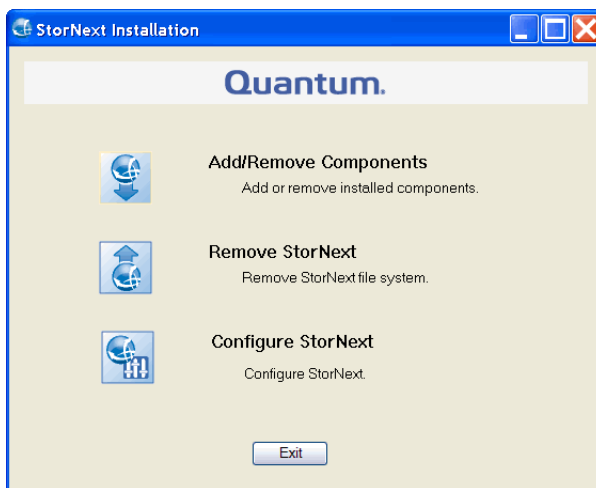 StorNext Installation
Quantum.
Add/Remove Components
Add or remove installed components.
Remove StorNext
Remove StorNext file system.
Configure StorNext
Configure StorNext.
Exit